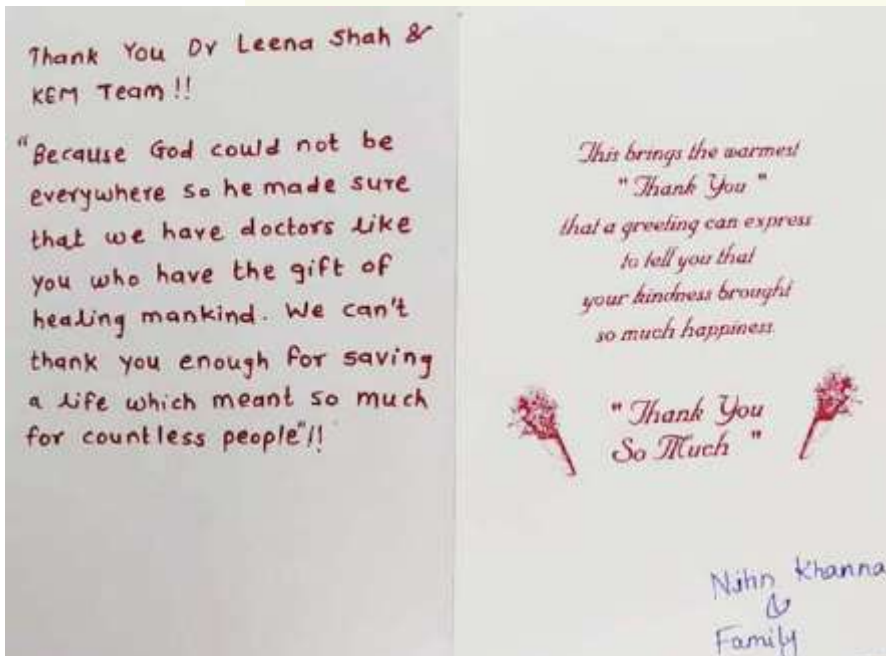 Thank You Dr Leena Shah &
KEM Team !!
"Because God could not be
everywhere so he made sure
that we have doctors like
you who have the gift of
healing mankind. We can't
thank you enough for saving
a life which meant so much
for countless people"!!
This brings the warmest
"Thank You"
that a greeting can express
to tell you that
your kindness brought
so much happiness.
"Thank You
So Much"
Nitin Khanna
&
Family